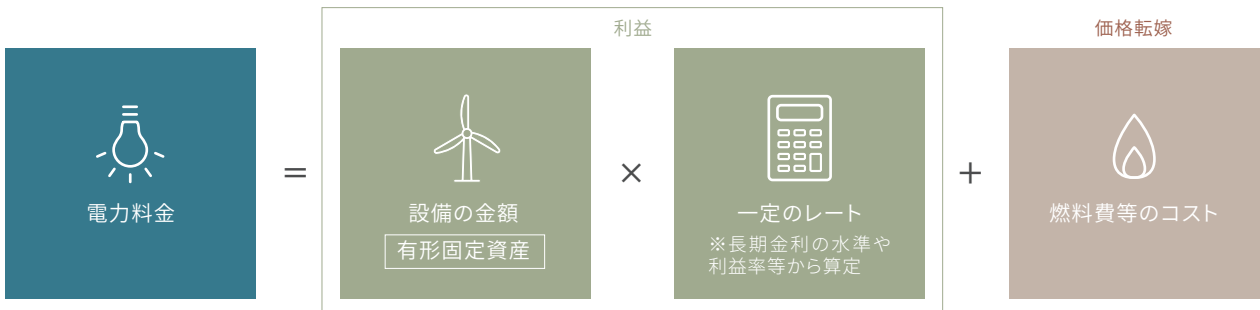 利益
価格転嫁
電力料金
=
設備の金額
有形固定資産
×
一定のレート
※長期金利の水準や
利益率等から算定
+
燃料費等のコスト